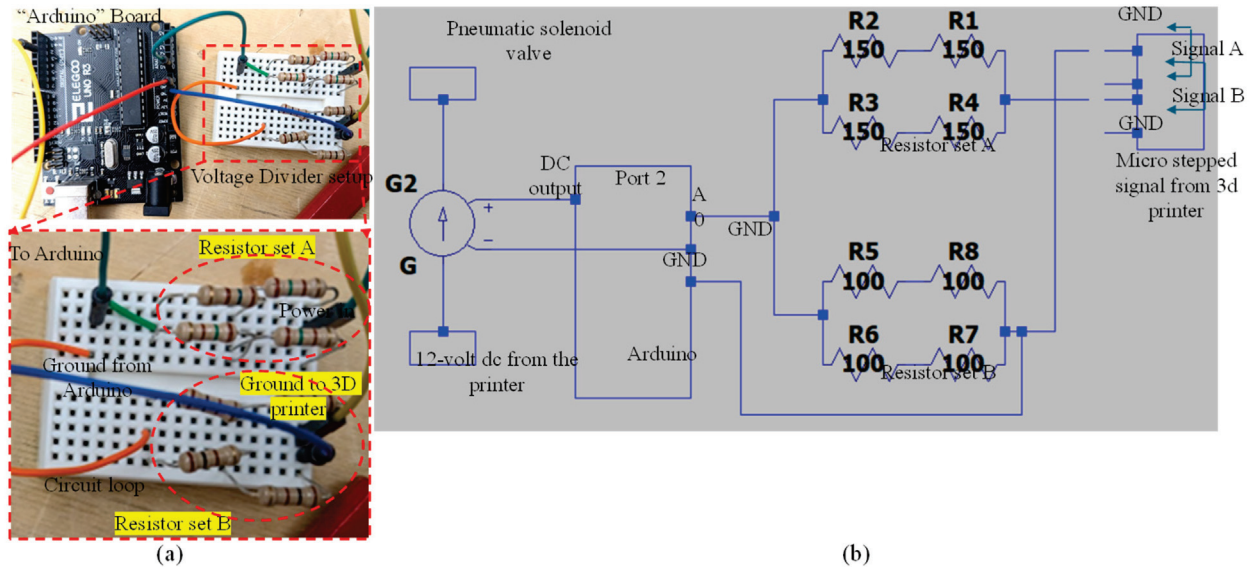 "Arduino" Board
ELEGOO
UNO R3
Voltage Divider setup
To Arduino
Resistor set A
Power in
Ground from
Arduino
Ground to 3D
printer
Circuit loop
Resistor set B
(a)
Pneumatic solenoid
valve
G2
G
+
−
12-volt dc from the
printer
DC
output
Port 2
A
0
GND
GND
Arduino
R2
150
R1
150
R3
150
R4
150
Resistor set A
R5
100
R8
100
R6
100
R7
100
Resistor set B
GND
Signal A
Signal B
GND
Micro stepped
signal from 3d
printer
(b)